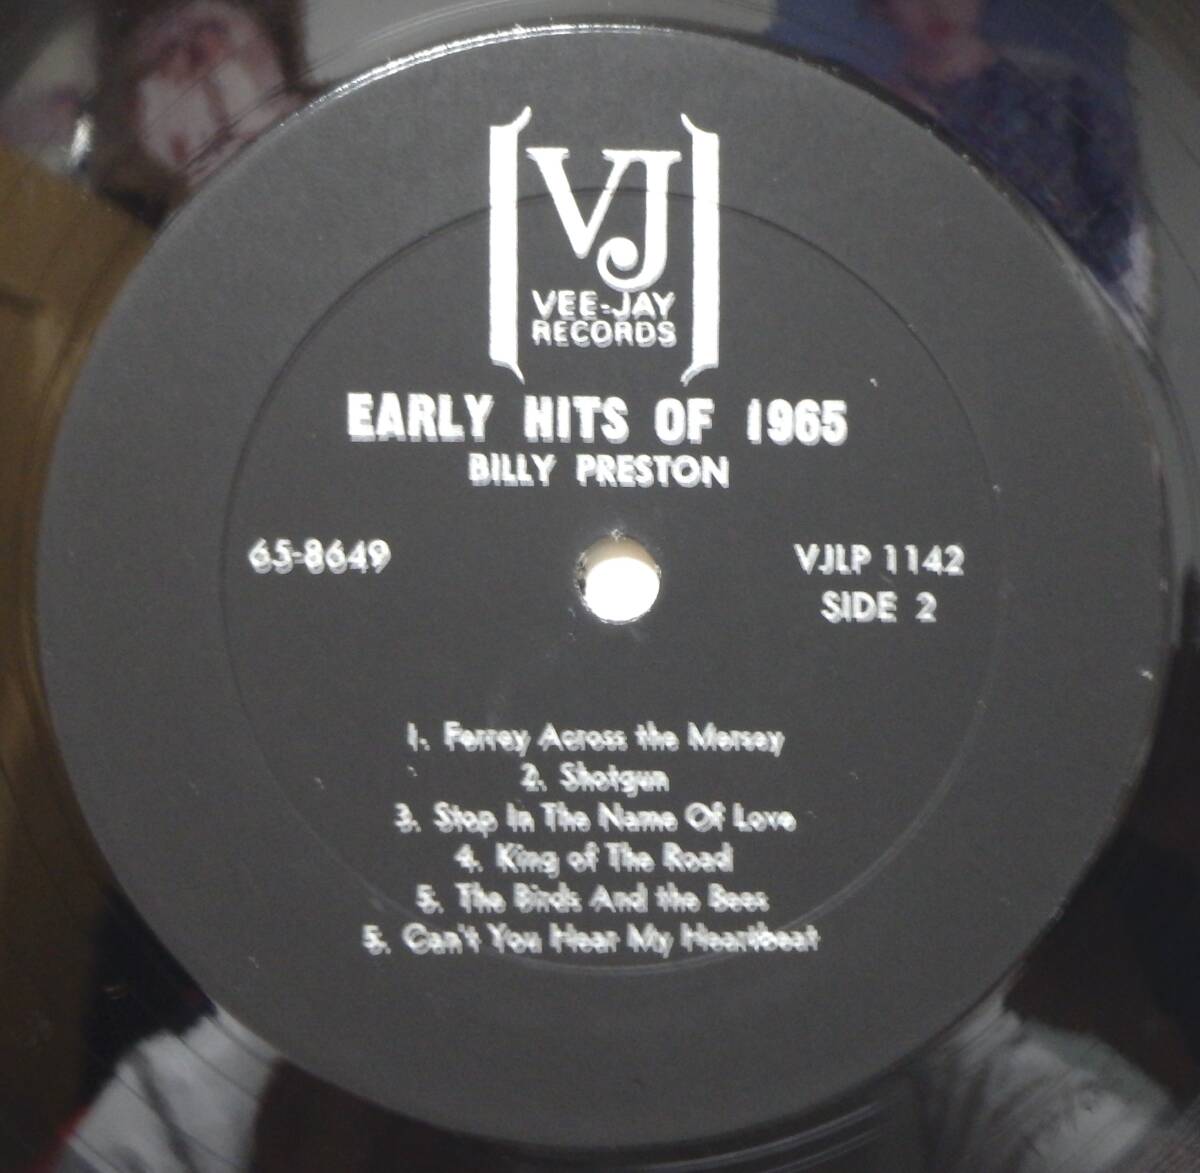 VJ
VEE-JAY
RECORDS
EARLY HITS OF 1965
BILLY PRESTON
65-8649
VJLP 1142
SIDE 2
1. Ferrey Across the Mersey
2. Shotgun
3. Stop In The Name Of Love
4. King of The Road
5. The Birds And the Bees
5. Can't You Hear My Heartbeat